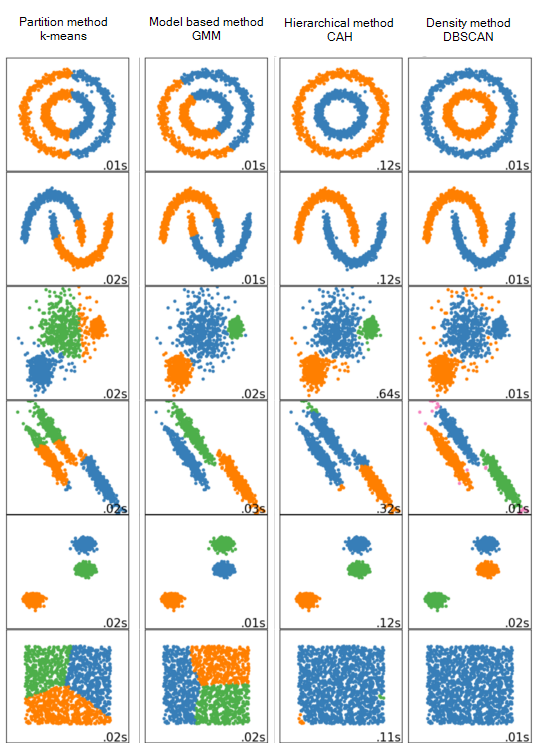 Partition method Model based method Hierarchical method Density method
k-means GMM CAH DBSCAN
.01s .01s .12s .01s
.02s .01s .12s .01s
.02s .02s .64s .01s
.02s .03s .32s .01s
.02s .01s .12s .02s
.02s .02s .11s .01s